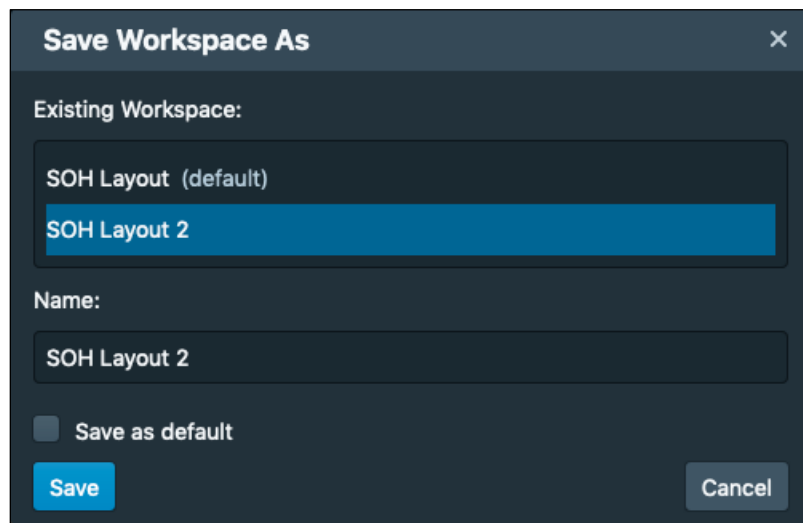 Save Workspace As
Existing Workspace:
SOH Layout (default)
SOH Layout 2
Name:
SOH Layout 2
Save as default
Save Cancel